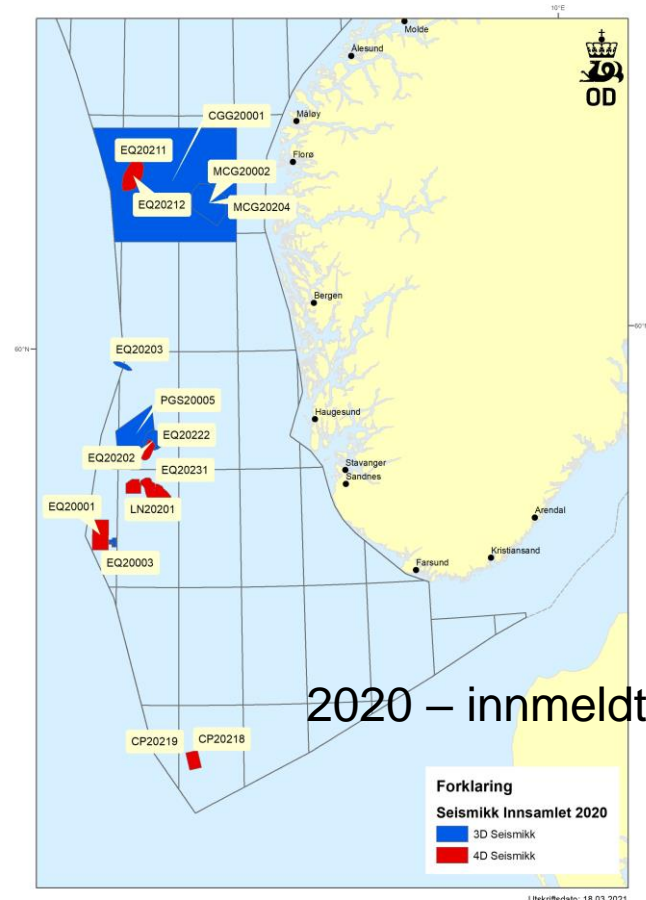 10°E
Molde
Ålesund
OD
CGG20001
Måløy
EQ20211
Florø
MCG20002
EQ20212
MCG20204
Bergen
60°N
60°N
EQ20203
PGS20005
Haugesund
EQ20222
EQ20202
EQ20231
Stavanger
Sandnes
EQ20001
LN20201
Arendal
Kristiansand
EQ20003
Farsund
2020 – innmeldt
CP20219
CP20218
Forklaring
Seismikk Innsamlet 2020
3D Seismikk
4D Seismikk
Utskriftsdato: 18.03.2021